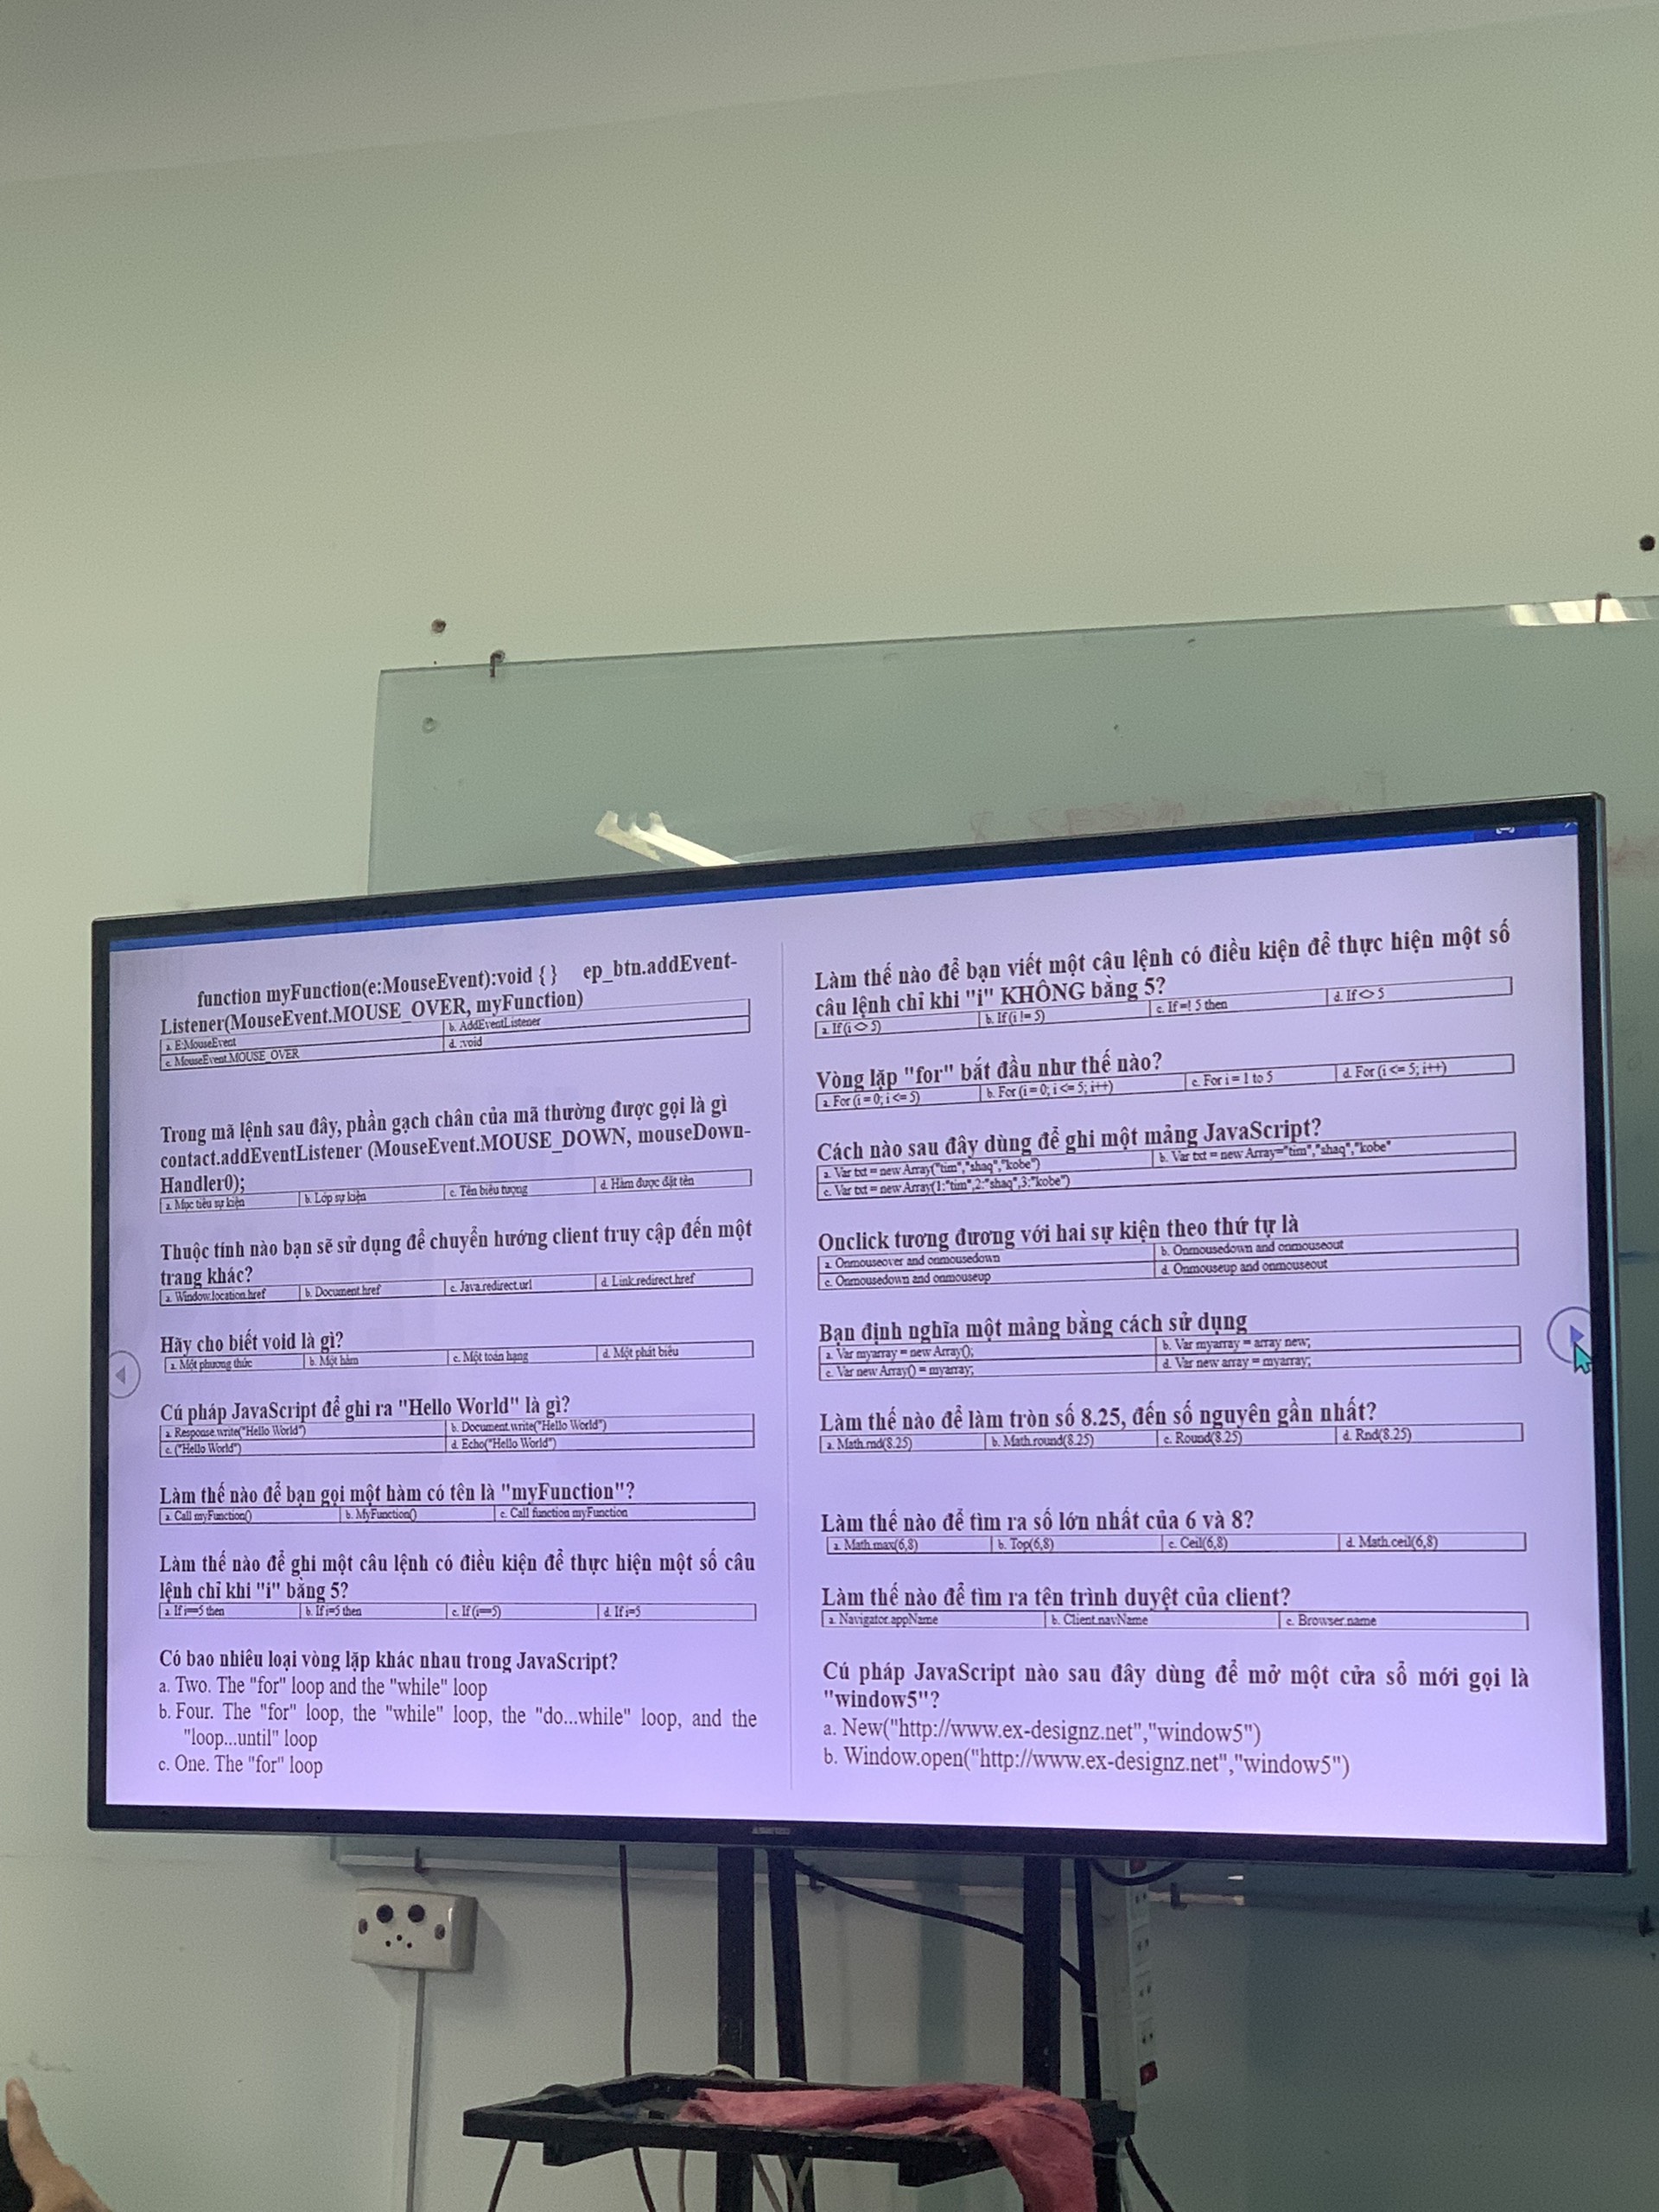 function myFunction(e:MouseEvent):void { } ep_btn.addEvent-
Listener(MouseEvent.MOUSE_OVER, myFunction)
a. E:MouseEvent b. AddEventListener
c. MouseEvent.MOUSE_OVER d. :void
Trong mã lệnh sau đây, phần gạch chân của mã thường được gọi là gì
contact.addEventListener (MouseEvent.MOUSE_DOWN, mouseDown-
Handler0);
a. Mục tiêu sự kiện b. Lớp sự kiện c. Tên biểu tượng d. Hàm được đặt tên
Thuộc tính nào bạn sẽ sử dụng để chuyển hướng client truy cập đến một
trang khác?
a. Window.location.href b. Document.href c. Java.redirect.url d. Link.redirect.href
Hãy cho biết void là gì?
a. Một phương thức b. Một hàm c. Một toán hạng d. Một phát biểu
Cú pháp JavaScript để ghi ra "Hello World" là gì?
a. Response.write("Hello World") b. Document.write("Hello World")
c. ("Hello World") d. Echo("Hello World")
Làm thế nào để bạn gọi một hàm có tên là "myFunction"?
a. Call myFunction() b. MyFunction() c. Call function myFunction
Làm thế nào để ghi một câu lệnh có điều kiện để thực hiện một số câu
lệnh chỉ khi "i" bằng 5?
a. If i==5 then b. If i=5 then c. If (i==5) d. If i=5
Có bao nhiêu loại vòng lặp khác nhau trong JavaScript?
a. Two. The "for" loop and the "while" loop
b. Four. The "for" loop, the "while" loop, the "do...while" loop, and the
"loop...until" loop
c. One. The "for" loop
Làm thế nào để bạn viết một câu lệnh có điều kiện để thực hiện một số
câu lệnh chỉ khi "i" KHÔNG bằng 5?
a. If (i <> 5) b. If (i != 5) c. If =! 5 then d. If <> 5
Vòng lặp "for" bắt đầu như thế nào?
a. For (i = 0; i <= 5) b. For (i = 0; i <= 5; i++) c. For i = 1 to 5 d. For (i <= 5; i++)
Cách nào sau đây dùng để ghi một mảng JavaScript?
a. Var txt = new Array("tim","shaq","kobe") b. Var txt = new Array="tim","shaq","kobe"
c. Var txt = new Array(1:"tim",2:"shaq",3:"kobe")
Onclick tương đương với hai sự kiện theo thứ tự là
a. Onmouseover and onmousedown b. Onmousedown and onmouseout
c. Onmousedown and onmouseup d. Onmouseup and onmouseout
Bạn định nghĩa một mảng bằng cách sử dụng
a. Var myarray = new Array(); b. Var myarray = array new;
c. Var new Array() = myarray; d. Var new array = myarray;
Làm thế nào để làm tròn số 8.25, đến số nguyên gần nhất?
a. Math.rnd(8.25) b. Math.round(8.25) c. Round(8.25) d. Rnd(8.25)
Làm thế nào để tìm ra số lớn nhất của 6 và 8?
a. Math.max(6,8) b. Top(6,8) c. Ceil(6,8) d. Math.ceil(6,8)
Làm thế nào để tìm ra tên trình duyệt của client?
a. Navigator.appName b. Client.navName c. Browser.name
Cú pháp JavaScript nào sau đây dùng để mở một cửa sổ mới gọi là
"window5"?
a. New("http://www.ex-designz.net","window5")
b. Window.open("http://www.ex-designz.net","window5")